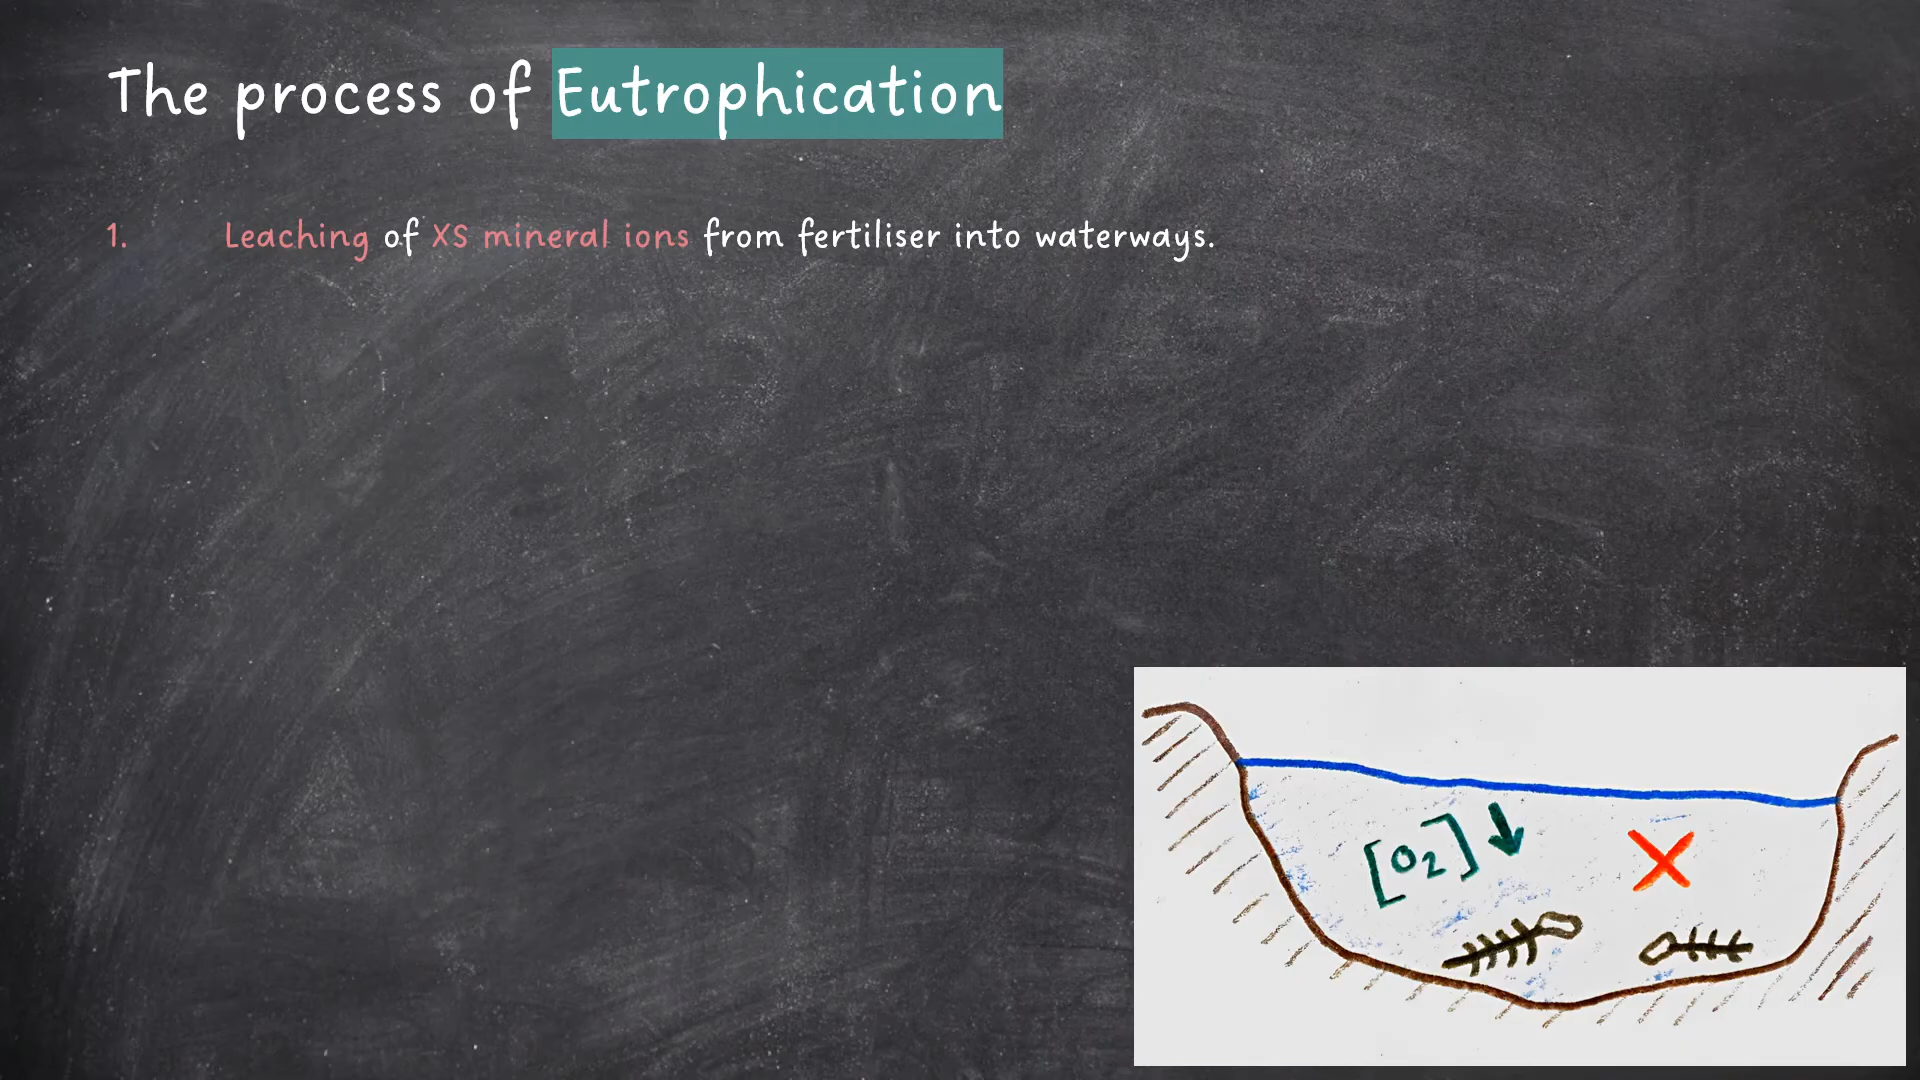 The process of Eutrophication
1. Leaching of XS mineral ions from fertiliser into waterways.
[O2]↓